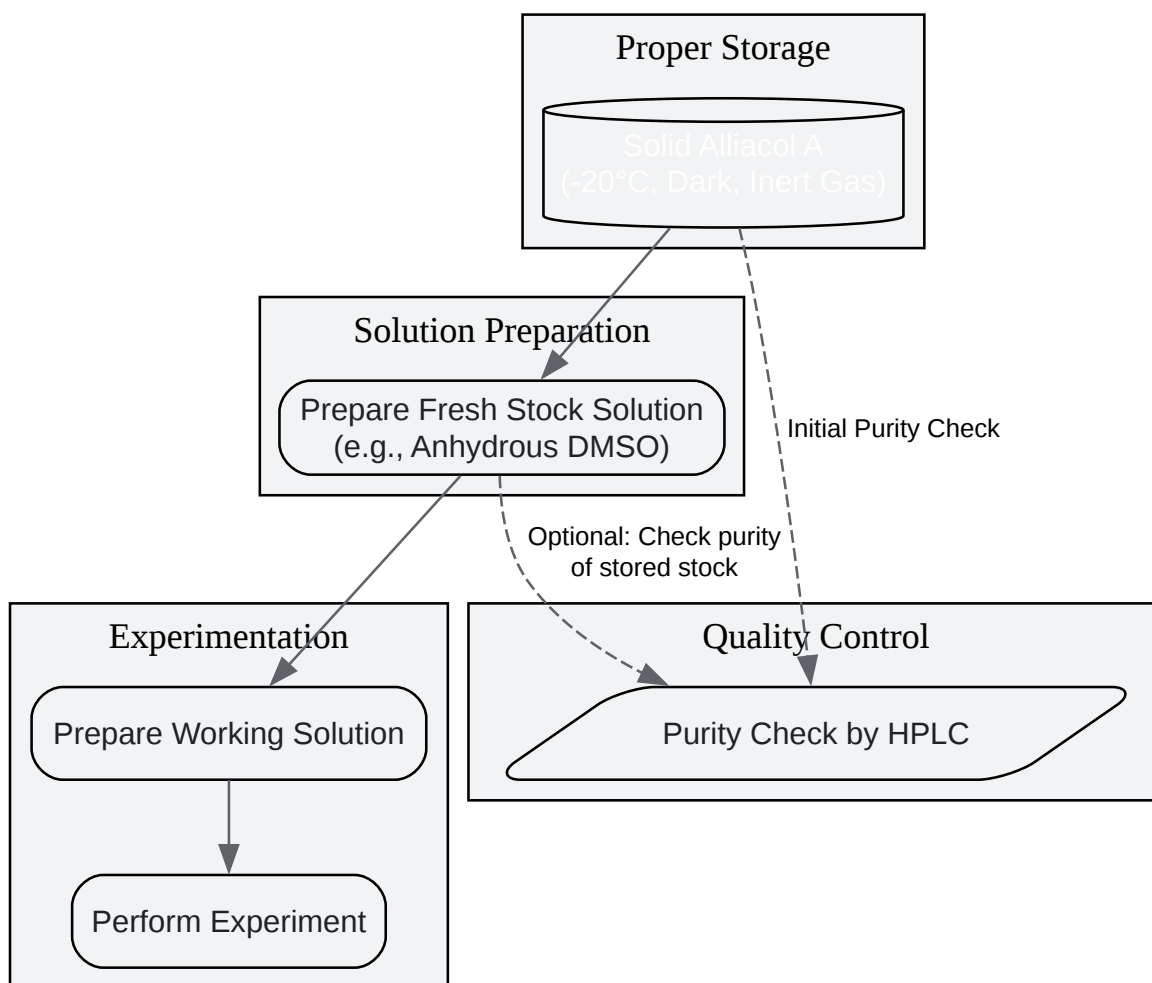 Proper Storage
Solid Alliacol A
(-20°C, Dark, Inert Gas)
Solution Preparation
Prepare Fresh Stock Solution
(e.g., Anhydrous DMSO)
Initial Purity Check
Optional: Check purity
of stored stock
Experimentation
Quality Control
Prepare Working Solution
Purity Check by HPLC
Perform Experiment